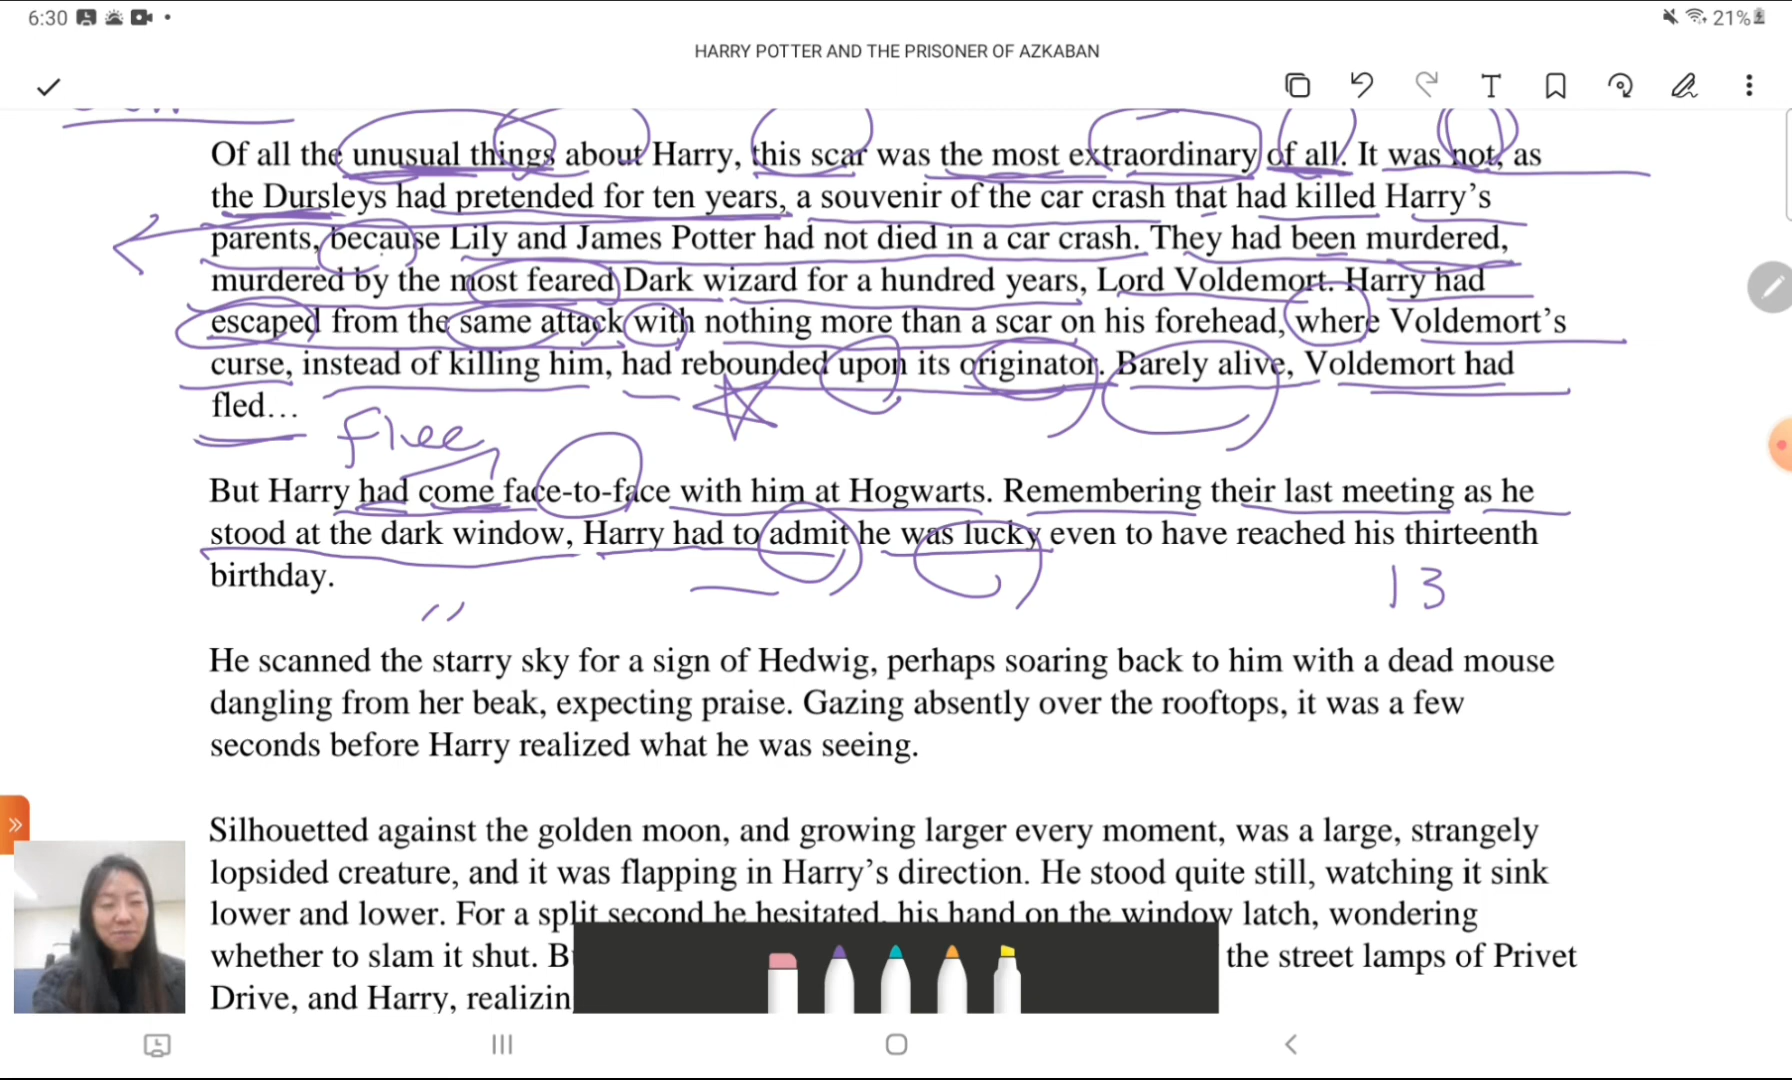 6:30
21%
HARRY POTTER AND THE PRISONER OF AZKABAN
T
Of all the unusual things about Harry, this scar was the most extraordinary of all. It was not, as
the Dursleys had pretended for ten years, a souvenir of the car crash that had killed Harry’s
parents, because Lily and James Potter had not died in a car crash. They had been murdered,
murdered by the most feared Dark wizard for a hundred years, Lord Voldemort. Harry had
escaped from the same attack with nothing more than a scar on his forehead, where Voldemort’s
curse, instead of killing him, had rebounded upon its originator. Barely alive, Voldemort had
fled…
flee
But Harry had come face-to-face with him at Hogwarts. Remembering their last meeting as he
stood at the dark window, Harry had to admit he was lucky even to have reached his thirteenth
birthday.
13
He scanned the starry sky for a sign of Hedwig, perhaps soaring back to him with a dead mouse
dangling from her beak, expecting praise. Gazing absently over the rooftops, it was a few
seconds before Harry realized what he was seeing.
Silhouetted against the golden moon, and growing larger every moment, was a large, strangely
lopsided creature, and it was flapping in Harry’s direction. He stood quite still, watching it sink
lower and lower. For a split second he hesitated, his hand on the window latch, wondering
whether to slam it shut. B the street lamps of Privet
Drive, and Harry, realizin